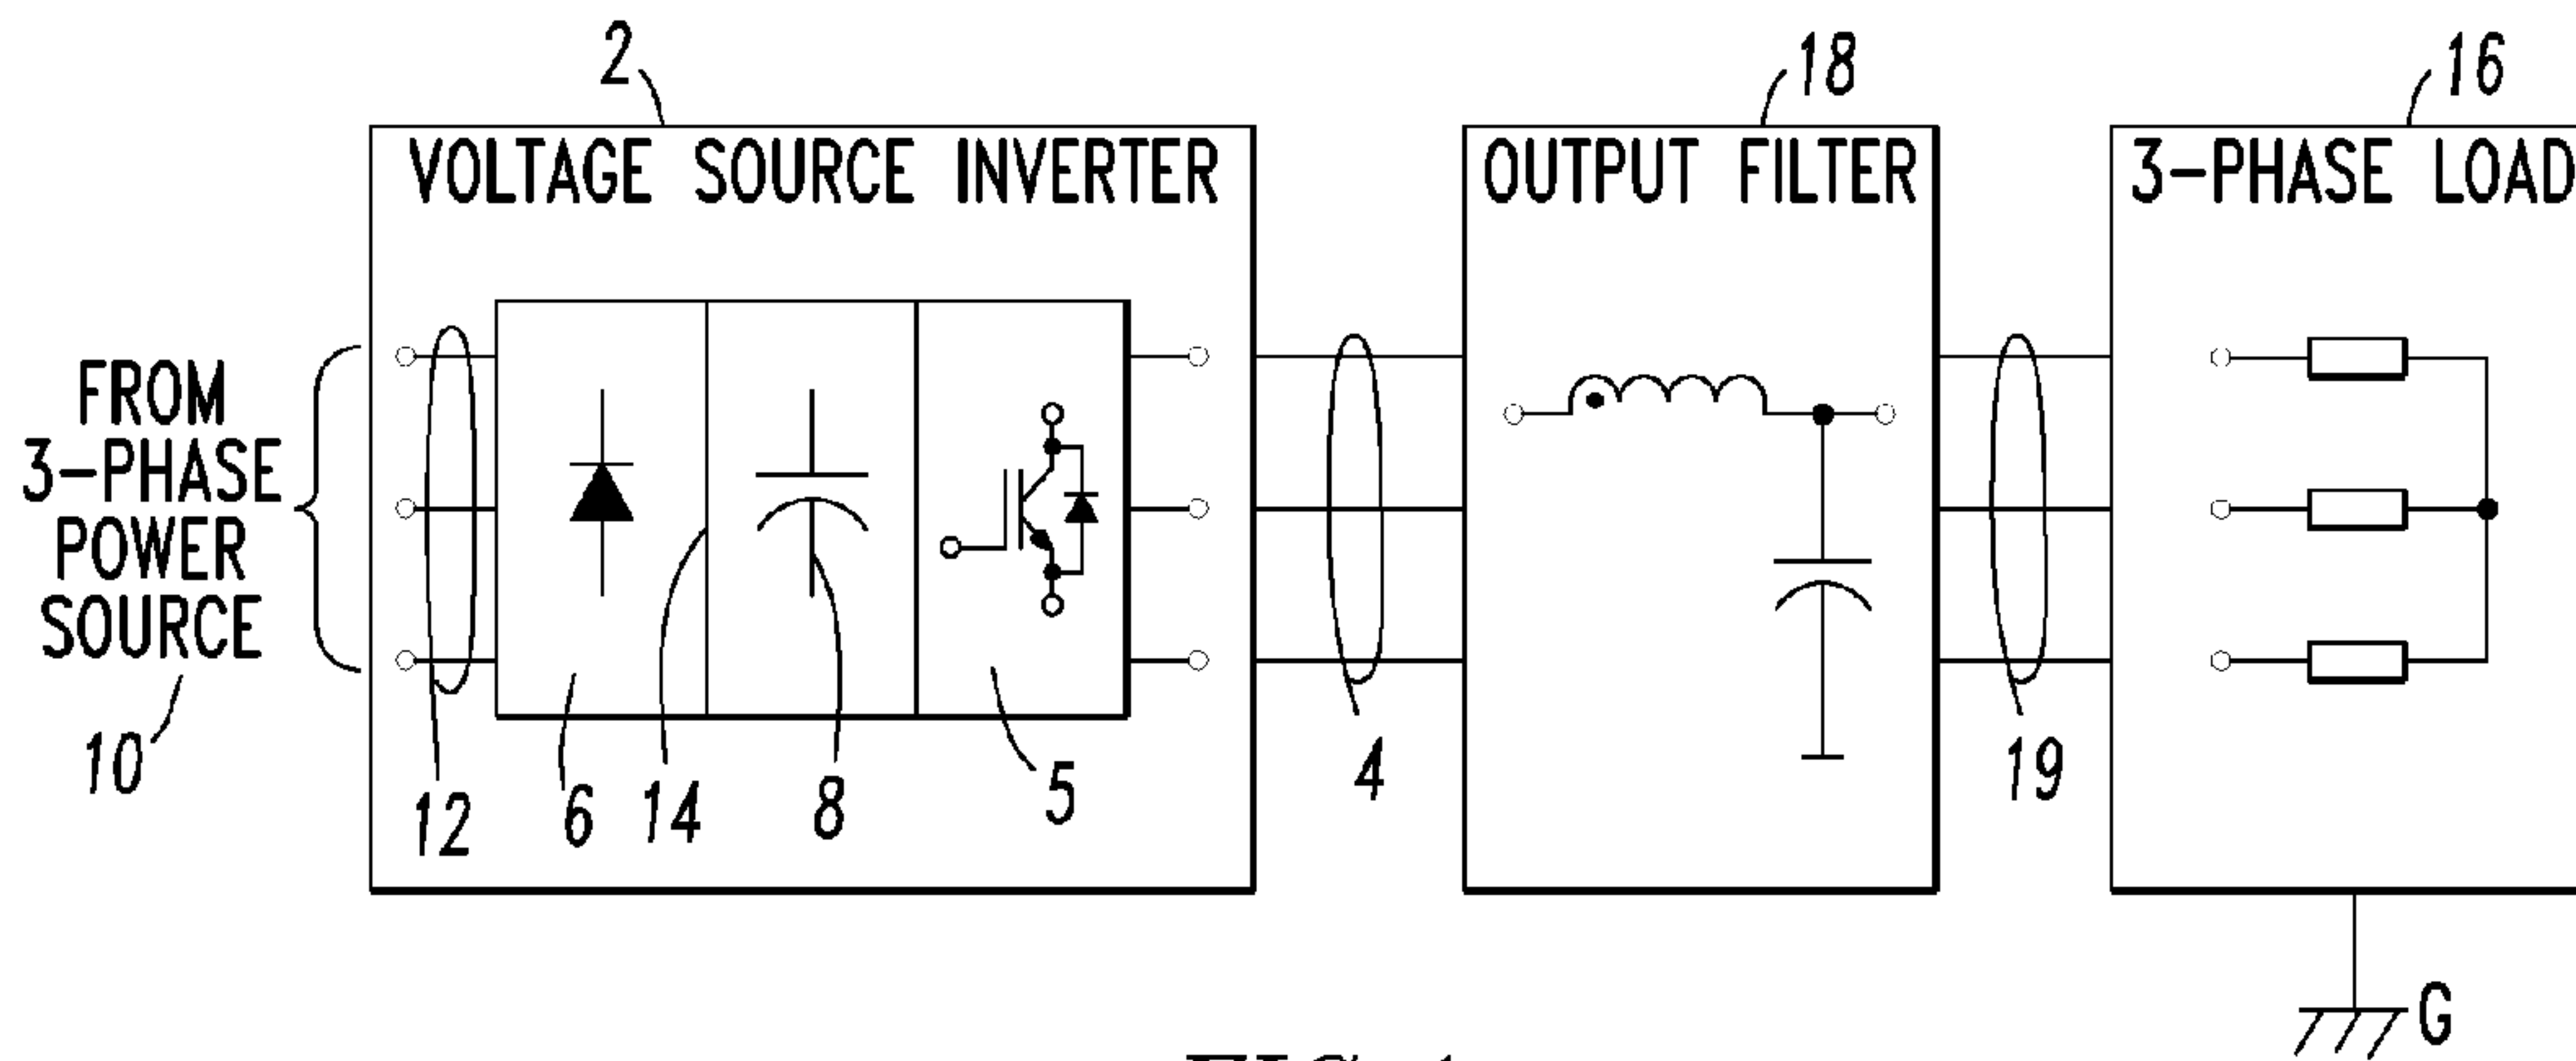 2
18
16
VOLTAGE SOURCE INVERTER
OUTPUT FILTER
3-PHASE LOAD
FROM
3-PHASE
POWER
SOURCE
10
12
6
14
8
5
4
19
G